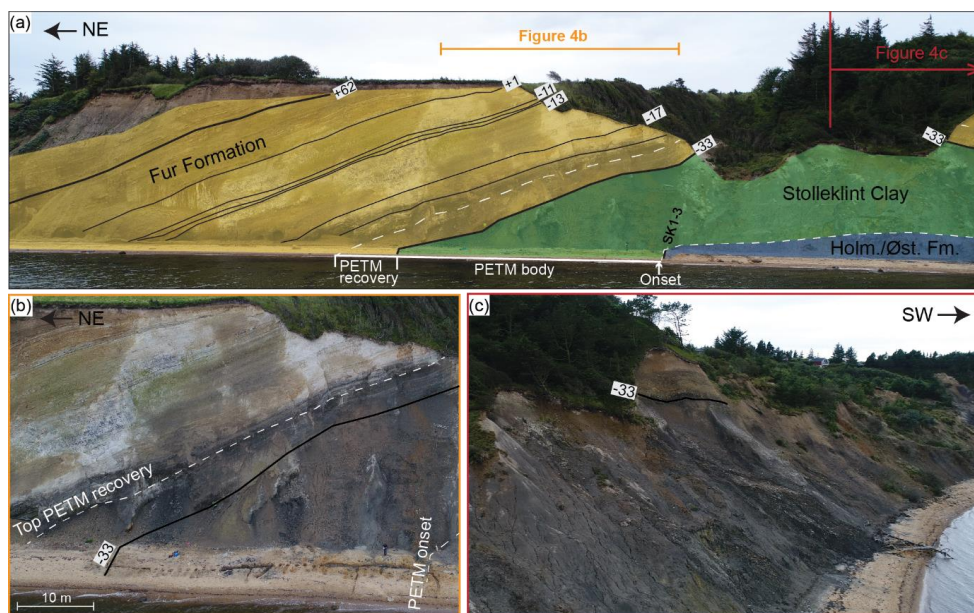 (a)
NE
Figure 4b
Figure 4c
+62
+1
-11
-13
-17
-33
-33
Fur Formation
Stolleklint Clay
SK1-3
Holm./Øst. Fm.
PETM
recovery
PETM body
Onset
(b)
NE
Top PETM recovery
-33
PETM onset
10 m
(c)
SW
-33